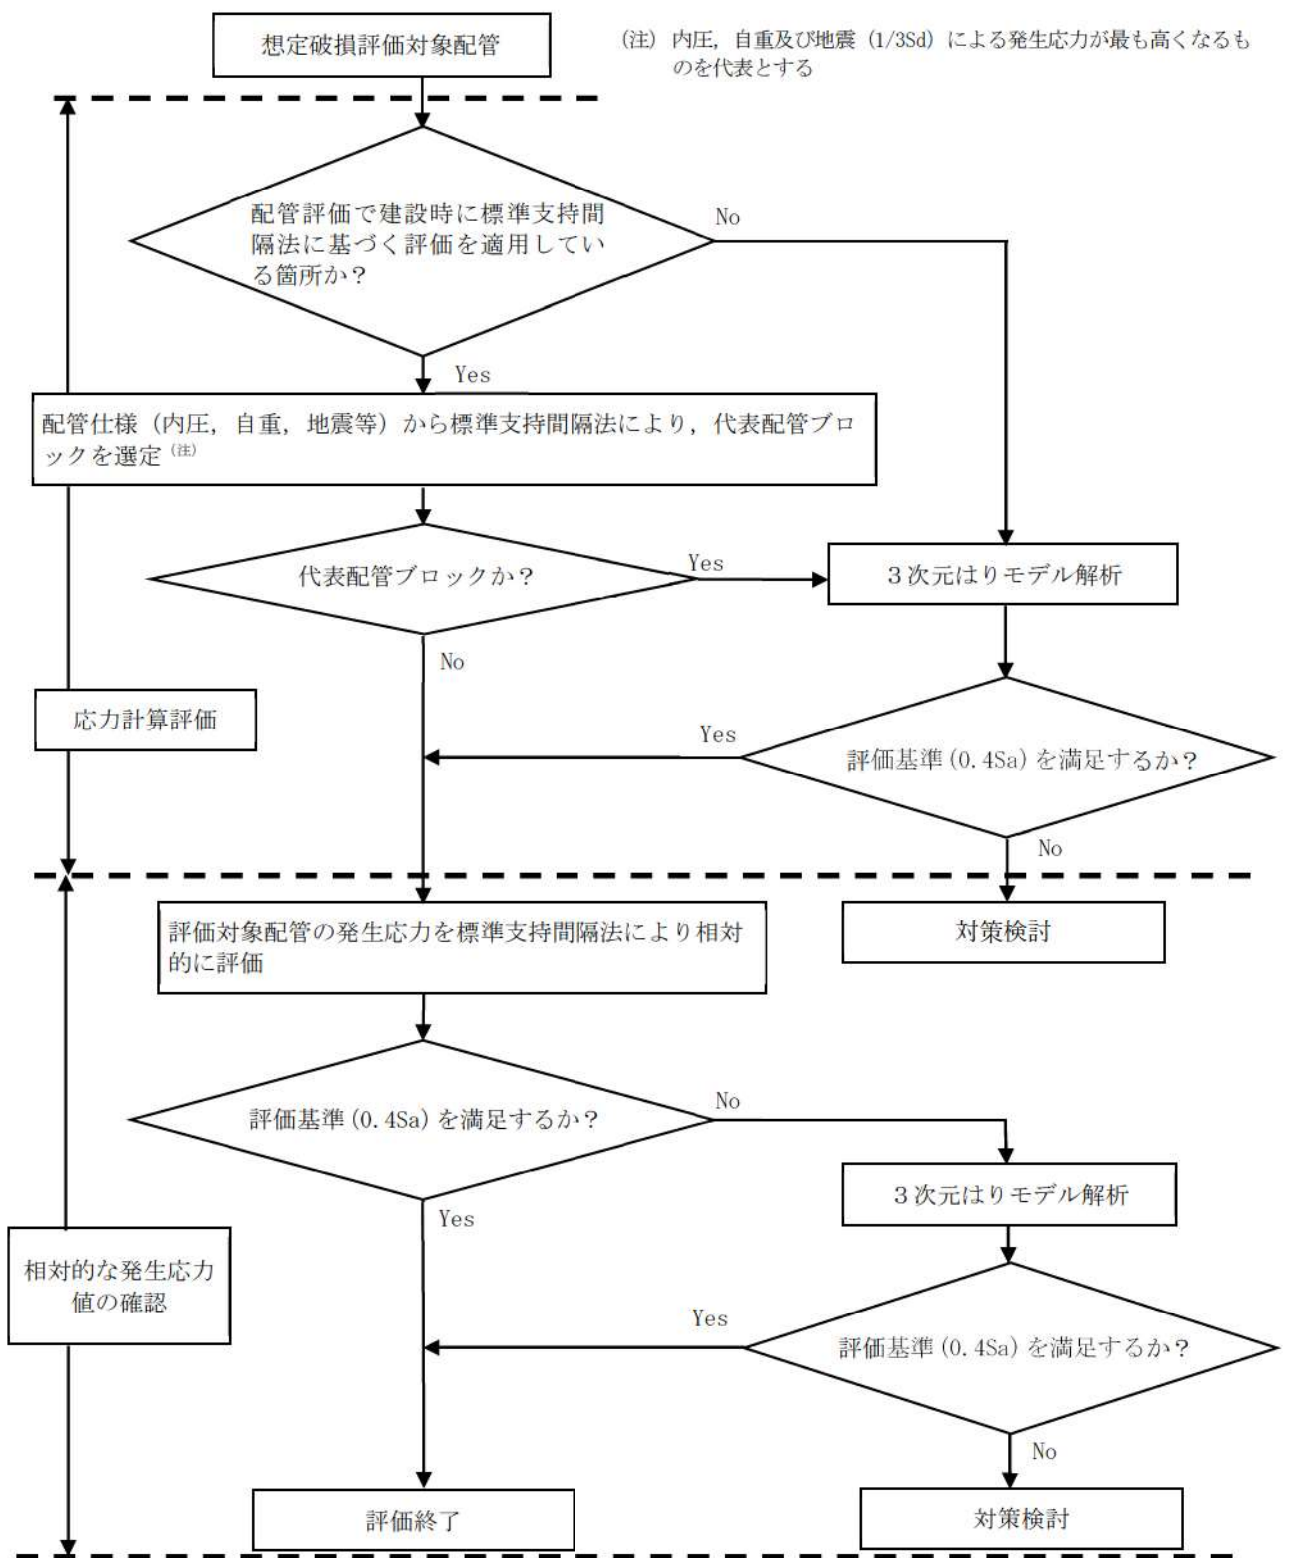 想定破損評価対象配管
(注) 内圧，自重及び地震 (1/3Sd) による発生応力が最も高くなるも
のを代表とする
配管評価で建設時に標準支持間
隔法に基づく評価を適用してい
る箇所か？
No
Yes
配管仕様（内圧，自重，地震等）から標準支持間隔法により，代表配管ブロ
ックを選定 (注)
代表配管ブロックか？
Yes
３次元はりモデル解析
No
応力計算評価
Yes
評価基準(0.4Sa)を満足するか？
No
評価対象配管の発生応力を標準支持間隔法により相対
的に評価
対策検討
評価基準(0.4Sa)を満足するか？
No
３次元はりモデル解析
Yes
相対的な発生応力
値の確認
Yes
評価基準(0.4Sa)を満足するか？
No
評価終了
対策検討